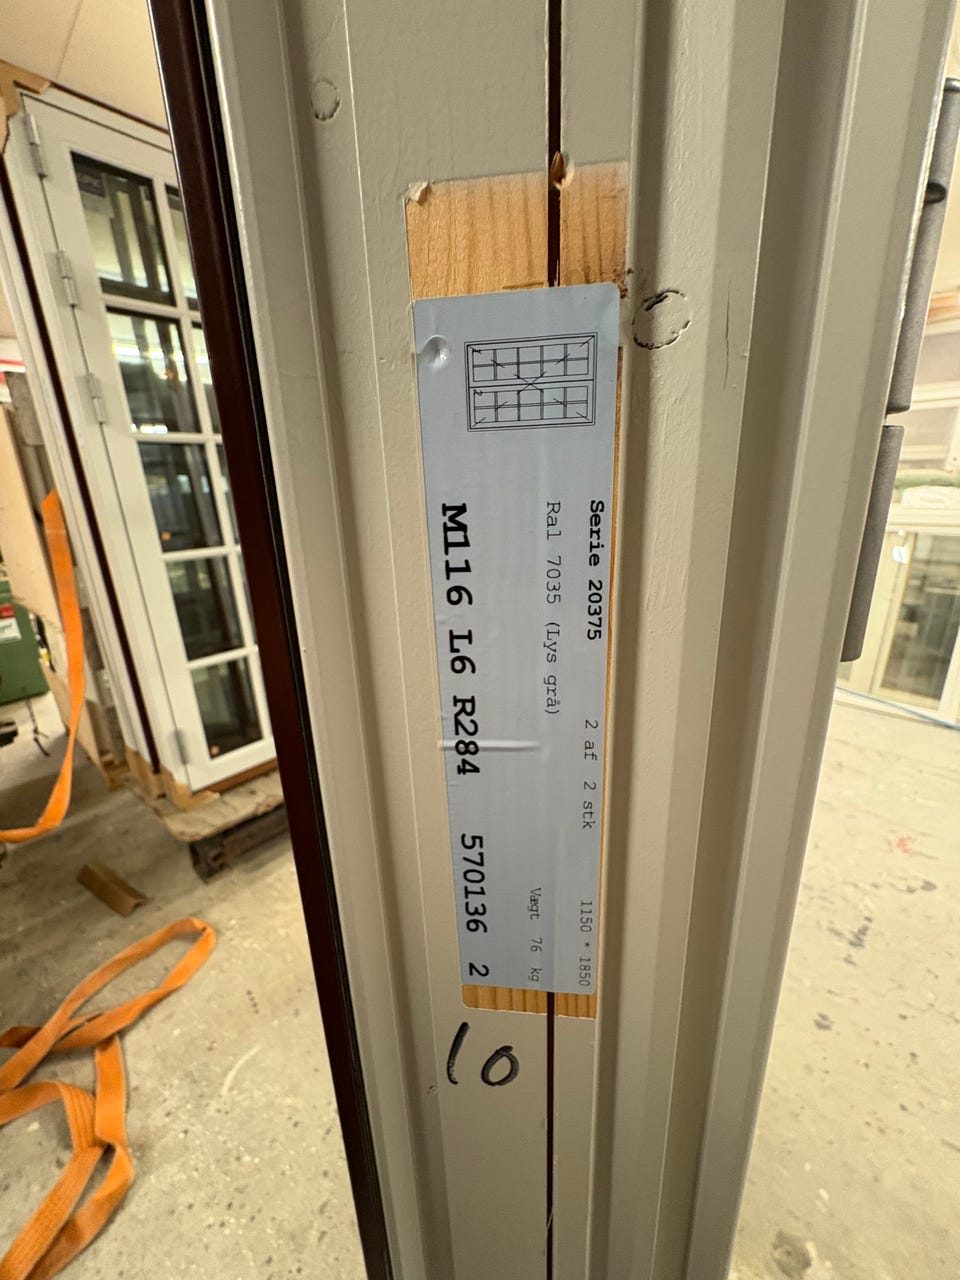 Serie 20375 2 af 2 stk 1150 * 1850
Ral 7035 (Lys grå) Vægt 76 kg
M116 L6 R284 570136 2
10